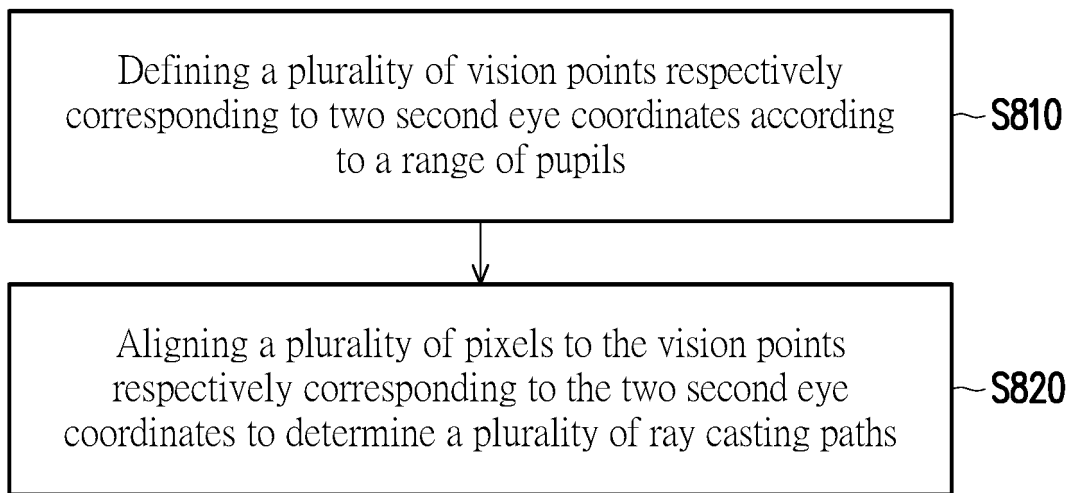 Defining a plurality of vision points respectively
corresponding to two second eye coordinates according
to a range of pupils
S810
Aligning a plurality of pixels to the vision points
respectively corresponding to the two second eye
coordinates to determine a plurality of ray casting paths
S820